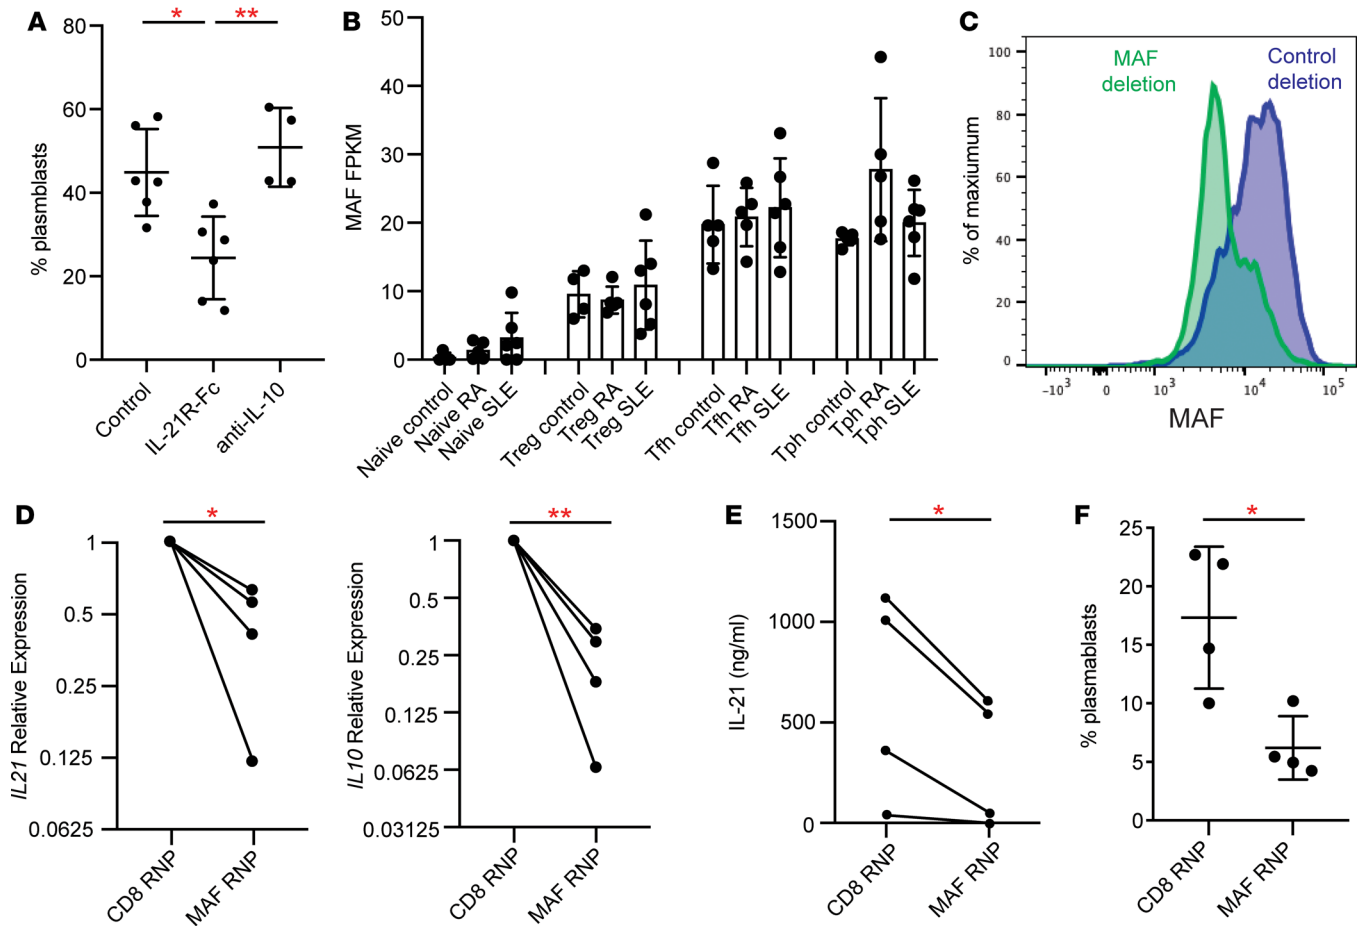 A
*
**
80
60
40
20
0
% plasmblasts
Control
IL-21R-Fc
anti-IL-10
B
50
40
30
20
10
0
MAF FPKM
Naive control
Naive RA
Naive SLE
Treg control
Treg RA
Treg SLE
Tfh control
Tfh RA
Tfh SLE
Tph control
Tph RA
Tph SLE
C
100
80
60
40
20
0
% of maxiumum
MAF
deletion
Control
deletion
-10³
0
10³
10⁴
10⁵
MAF
D
*
1
0.5
0.25
0.125
0.0625
IL21 Relative Expression
CD8 RNP
MAF RNP
**
1
0.5
0.25
0.125
0.0625
0.03125
IL10 Relative Expression
CD8 RNP
MAF RNP
E
*
1500
1000
500
0
IL-21 (ng/ml)
CD8 RNP
MAF RNP
F
*
25
20
15
10
5
0
% plasmablasts
CD8 RNP
MAF RNP